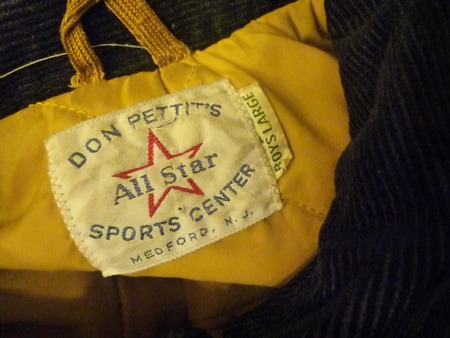 DON PETTIT'S
All Star
SPORTS CENTER
MEDFORD, N.J.
BOYS LARGE